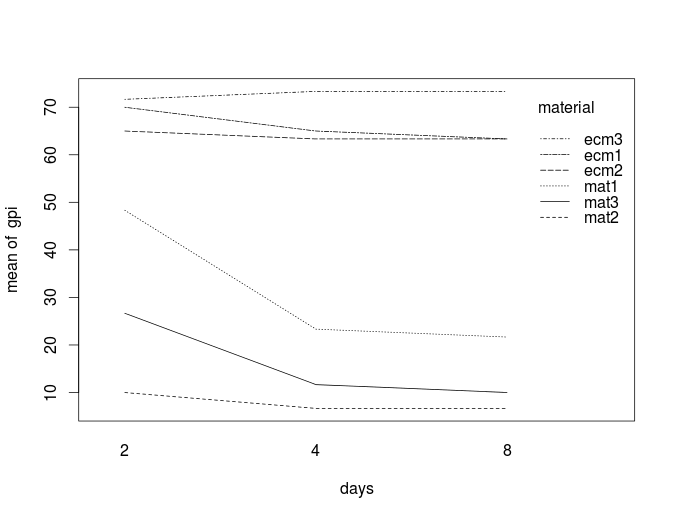 mean of gpi
70
60
50
40
30
20
10
2 4 8
days
material
ecm3
ecm1
ecm2
mat1
mat3
mat2